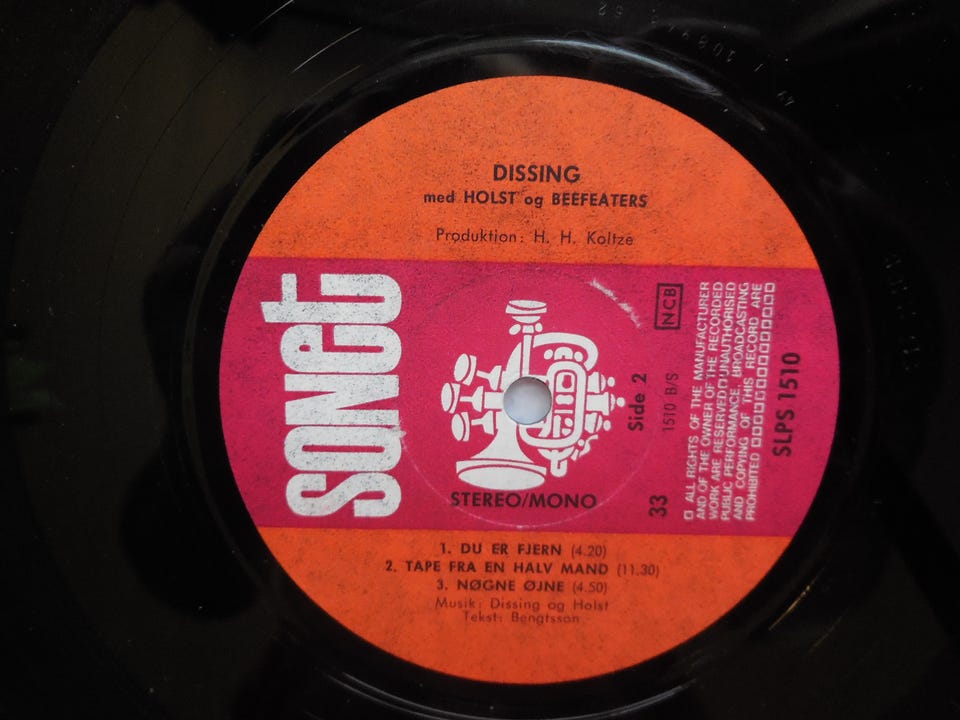 DISSING
med HOLST og BEEFEATERS
Produktion: H. H. Koltze
SONET
NCB
Side 2
1510 B/S
33
ALL RIGHTS OF THE MANUFACTURER
AND OF THE OWNER OF THE RECORDED
WORK ARE RESERVED UNAUTHORISED
PUBLIC PERFORMANCE, BROADCASTING
AND COPYING OF THIS RECORD ARE
PROHIBITED
SLPS 1510
STEREO/MONO
1. DU ER FJERN (4.20)
2. TAPE FRA EN HALV MAND (11.30)
3. NØGNE ØJNE (4.50)
Musik: Dissing og Holst
Tekst: Bengtsson